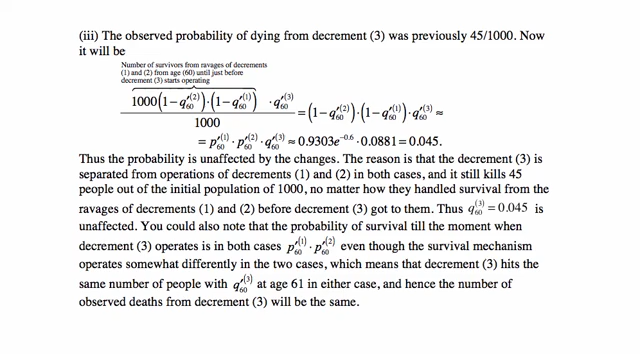 (iii) The observed probability of dying from decrement (3) was previously 45/1000. Now
it will be
Number of survivors from ravages of decrements
(1) and (2) from age (60) until just before
decrement (3) starts operating
1000(1−q′₆₀⁽²⁾)·(1−q′₆₀⁽¹⁾) ·q′₆₀⁽³⁾ / 1000 = (1−q′₆₀⁽²⁾)·(1−q′₆₀⁽¹⁾)·q′₆₀⁽³⁾ ≈
= p′₆₀⁽¹⁾·p′₆₀⁽²⁾·q′₆₀⁽³⁾ ≈ 0.9303e⁻⁰·⁶·0.0881 = 0.045.
Thus the probability is unaffected by the changes. The reason is that the decrement (3) is
separated from operations of decrements (1) and (2) in both cases, and it still kills 45
people out of the initial population of 1000, no matter how they handled survival from the
ravages of decrements (1) and (2) before decrement (3) got to them. Thus q₆₀⁽³⁾ = 0.045 is
unaffected. You could also note that the probability of survival till the moment when
decrement (3) operates is in both cases p′₆₀⁽¹⁾·p′₆₀⁽²⁾ even though the survival mechanism
operates somewhat differently in the two cases, which means that decrement (3) hits the
same number of people with q′₆₀⁽³⁾ at age 61 in either case, and hence the number of
observed deaths from decrement (3) will be the same.